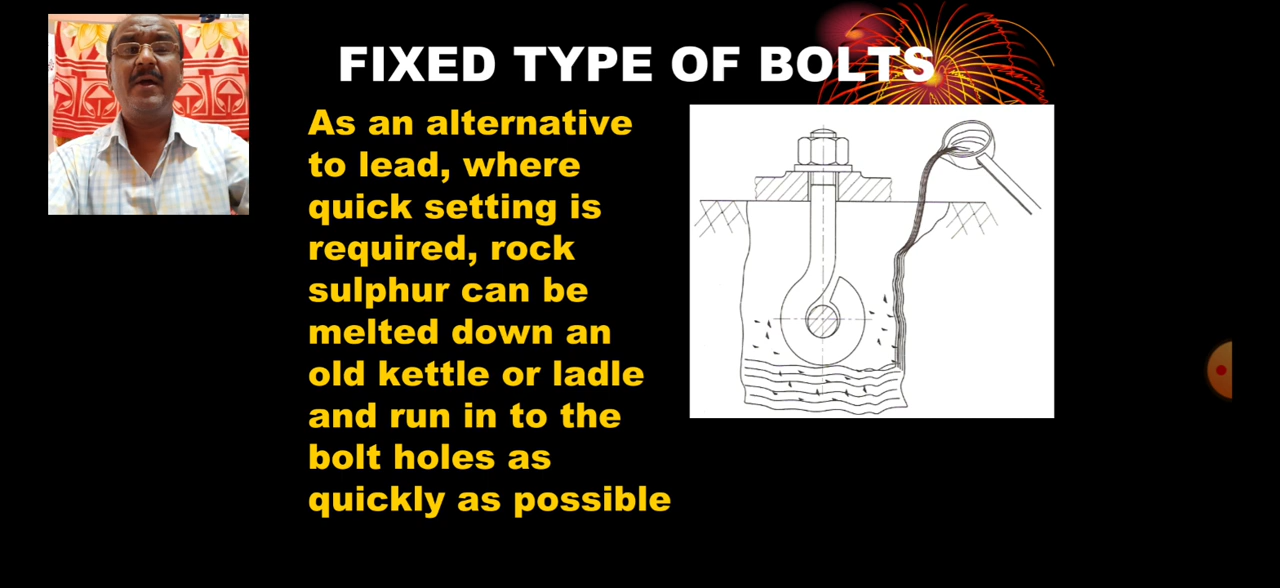 FIXED TYPE OF BOLTS
As an alternative
to lead, where
quick setting is
required, rock
sulphur can be
melted down an
old kettle or ladle
and run in to the
bolt holes as
quickly as possible